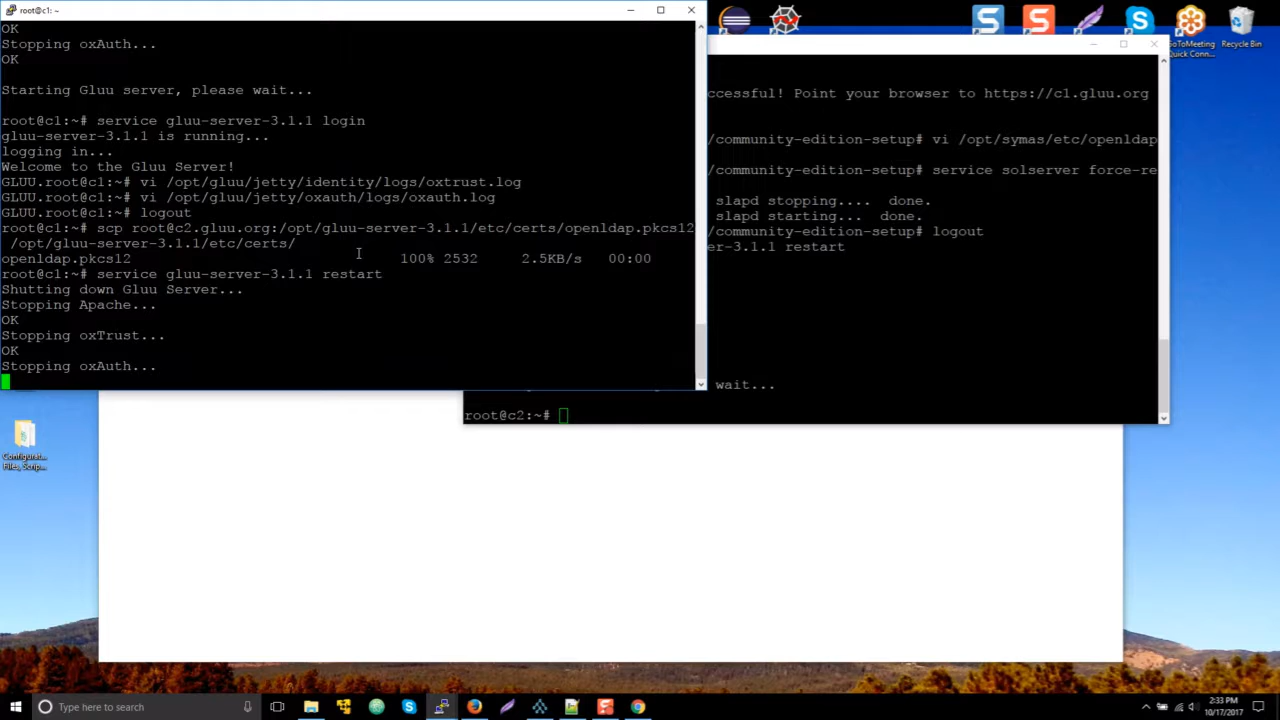 root@c1: ~
OK
Stopping oxAuth...
OK
Starting Gluu server, please wait...
root@c1:~# service gluu-server-3.1.1 login
gluu-server-3.1.1 is running...
logging in...
Welcome to the Gluu Server!
GLUU.root@c1:~# vi /opt/gluu/jetty/identity/logs/oxtrust.log
GLUU.root@c1:~# vi /opt/gluu/jetty/oxauth/logs/oxauth.log
GLUU.root@c1:~# logout
root@c1:~# scp root@c2.gluu.org:/opt/gluu-server-3.1.1/etc/certs/openldap.pkcs12
/opt/gluu-server-3.1.1/etc/certs/
openldap.pkcs12 100% 2532 2.5KB/s 00:00
root@c1:~# service gluu-server-3.1.1 restart
Shutting down Gluu Server...
Stopping Apache...
OK
Stopping oxTrust...
OK
Stopping oxAuth...
ccessful! Point your browser to https://c1.gluu.org
/community-edition-setup# vi /opt/symas/etc/openldap
/community-edition-setup# service solserver force-re
slapd stopping.... done.
slapd starting... done.
/community-edition-setup# logout
er-3.1.1 restart
wait...
root@c2:~#
GoToMeeting
Quick Conn...
Recycle Bin
Configurat...
Files, Scrip...
Type here to search
2:33 PM
10/17/2017